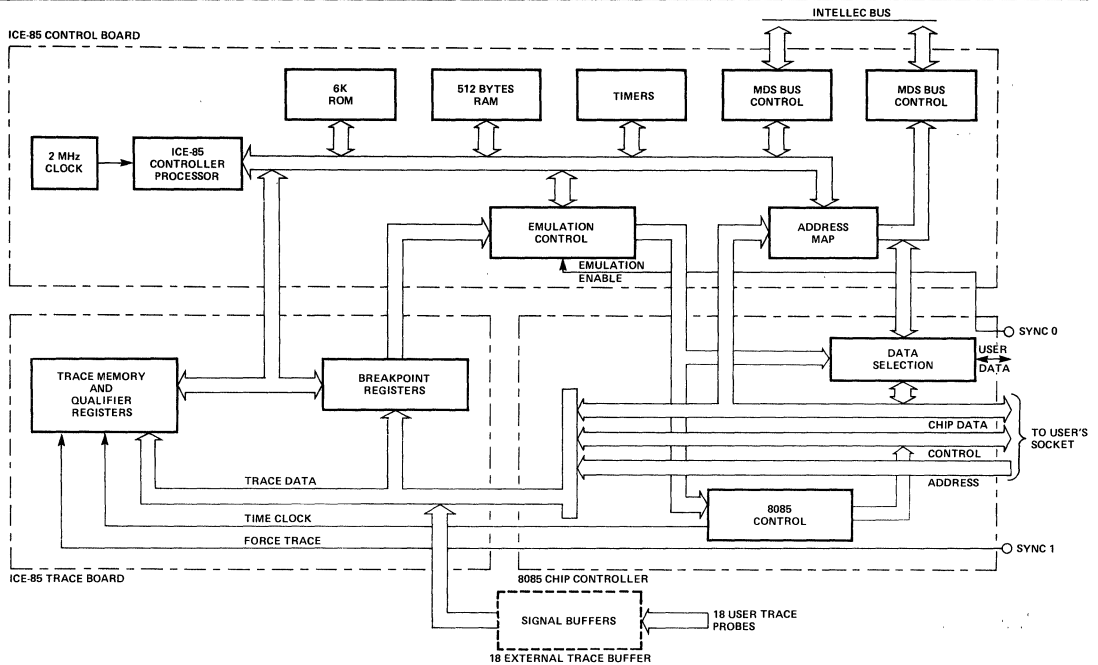 INTELLEC BUS
ICE-85 CONTROL BOARD
6K
ROM
512 BYTES
RAM
TIMERS
MDS BUS
CONTROL
MDS BUS
CONTROL
2 MHz
CLOCK
ICE-85
CONTROLLER
PROCESSOR
EMULATION
CONTROL
ADDRESS
MAP
EMULATION
ENABLE
SYNC 0
TRACE MEMORY
AND
QUALIFIER
REGISTERS
BREAKPOINT
REGISTERS
DATA
SELECTION
USER
DATA
CHIP DATA
CONTROL
ADDRESS
TO USER'S
SOCKET
TRACE DATA
TIME CLOCK
FORCE TRACE
8085
CONTROL
SYNC 1
ICE-85 TRACE BOARD
8085 CHIP CONTROLLER
SIGNAL BUFFERS
18 USER TRACE
PROBES
18 EXTERNAL TRACE BUFFER